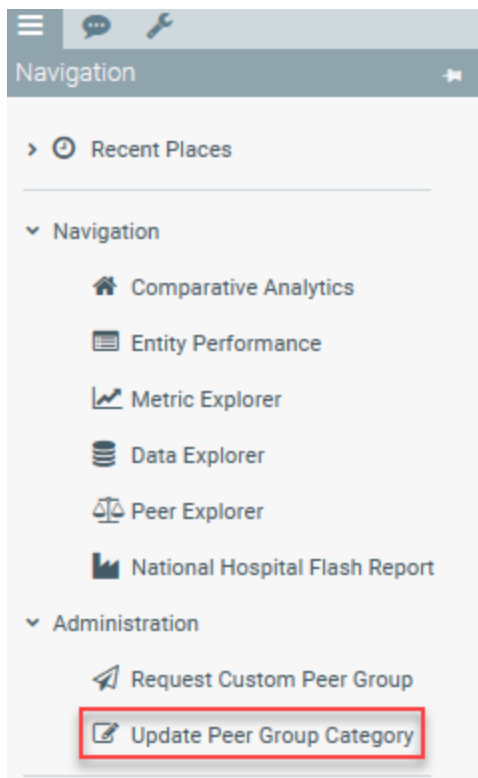 Navigation
Recent Places
Navigation
Comparative Analytics
Entity Performance
Metric Explorer
Data Explorer
Peer Explorer
National Hospital Flash Report
Administration
Request Custom Peer Group
Update Peer Group Category